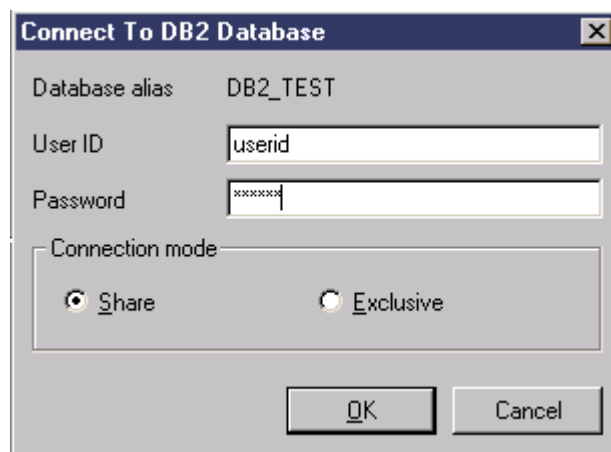 Connect To DB2 Database
Database alias DB2_TEST
User ID userid
Password ******
Connection mode
Share Exclusive
OK Cancel